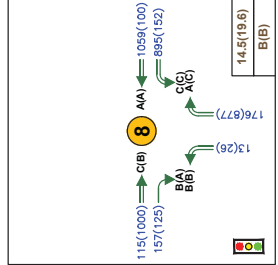 115(1000)
157(125)
C(B)
8
A(A)
1059(100)
895(152)
B(A)
B(B)
C(C)
A(C)
13(26)
176(877)
14.5(19.6)
B(B)